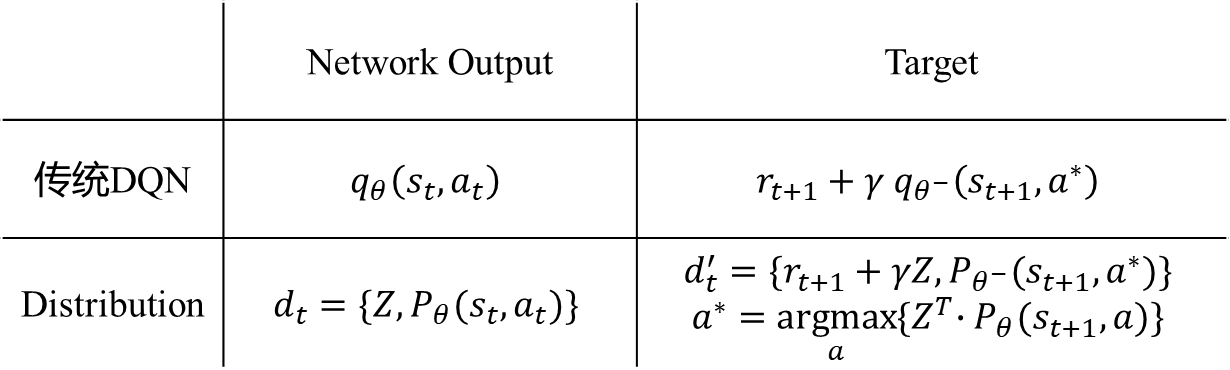 Network Output Target
传统DQN q_θ(s_t, a_t) r_{t+1} + γ q_{θ^-}(s_{t+1}, a^*)
Distribution d_t = {Z, P_θ(s_t, a_t)} d'_t = {r_{t+1} + γZ, P_{θ^-}(s_{t+1}, a^*)}
a^* = argmax_a{Z^T · P_θ(s_{t+1}, a)}